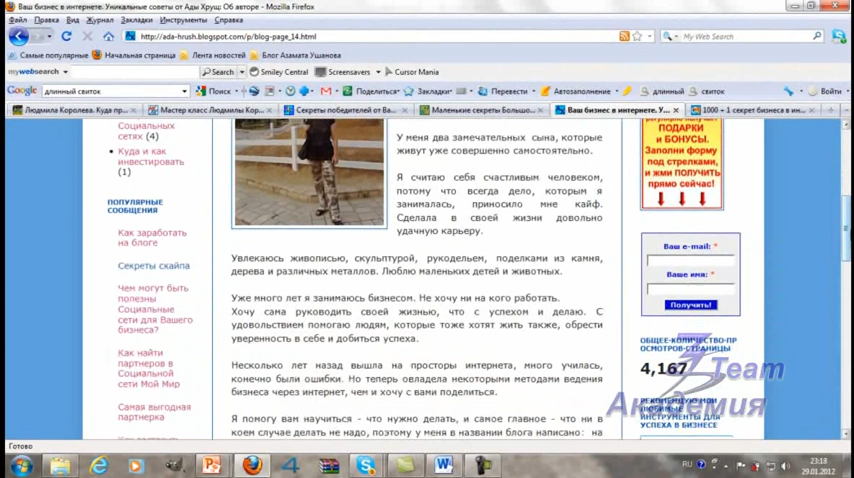 Ваш бизнес в интернете. Уникальные советы от Ады Хрущ: Об авторе - Mozilla Firefox
Файл Правка Вид Журнал Закладки Инструменты Справка
http://ada-hrush.blogspot.com/p/blog-page_14.html
My Web Search
Самые популярные Начальная страница Лента новостей Блог Азамата Ушанова
mywebsearch Search Smiley Central Screensavers Cursor Mania
Google длинный свиток Поиск Поделиться Закладки Перевести Автозаполнение длинный свиток Войти
Людмила Королева. Куда пр... Мастер класс Людмилы Кор... Секреты победителей от Ва... Маленькие секреты Большо... Ваш бизнес в интернете. У... 1000 + 1 секрет бизнеса в ин...
Социальных
сетях (4)
Куда и как
инвестировать
(1)
ПОПУЛЯРНЫЕ
СООБЩЕНИЯ
Как заработать
на блоге
Секреты скайпа
Чем могут быть
полезны
Социальные
сети для Вашего
бизнеса?
Как найти
партнеров в
Социальной
сети Мой Мир
Самая выгодная
партнерка
У меня два замечательных сына, которые
живут уже совершенно самостоятельно.
Я считаю себя счастливым человеком,
потому что всегда дело, которым я
занималась, приносило мне кайф.
Сделала в своей жизни довольно
удачную карьеру.
Увлекаюсь живописью, скульптурой, рукодельем, поделками из камня,
дерева и различных металлов. Люблю маленьких детей и животных.
Уже много лет я занимаюсь бизнесом. Не хочу ни на кого работать.
Хочу сама руководить своей жизнью, что с успехом и делаю. С
удовольствием помогаю людям, которые тоже хотят жить также, обрести
уверенность в себе и добиться успеха.
Несколько лет назад вышла на просторы интернета, много училась,
конечно были ошибки. Но теперь овладела некоторыми методами ведения
бизнеса через интернет, чем и хочу с вами поделиться.
Я помогу вам научиться - что нужно делать, и самое главное - что ни в
коем случае делать не надо, поэтому у меня в названии блога написано: на
ПОДАРКИ
и БОНУСЫ.
Заполни форму
под стрелками,
и жми ПОЛУЧИТЬ
прямо сейчас!
Ваш e-mail: *
Ваше имя: *
Получить!
ОБЩЕЕ-КОЛИЧЕСТВО-ПР
ОСМОТРОВ-СТРАНИЦЫ
4,167
Team
Академия
РЕКОМЕНДУЮ МОИ
ЛЮБИМЫЕ
ИНСТРУМЕНТЫ ДЛЯ
УСПЕХА В БИЗНЕСЕ
Готово
RU
23:18
29.01.2012